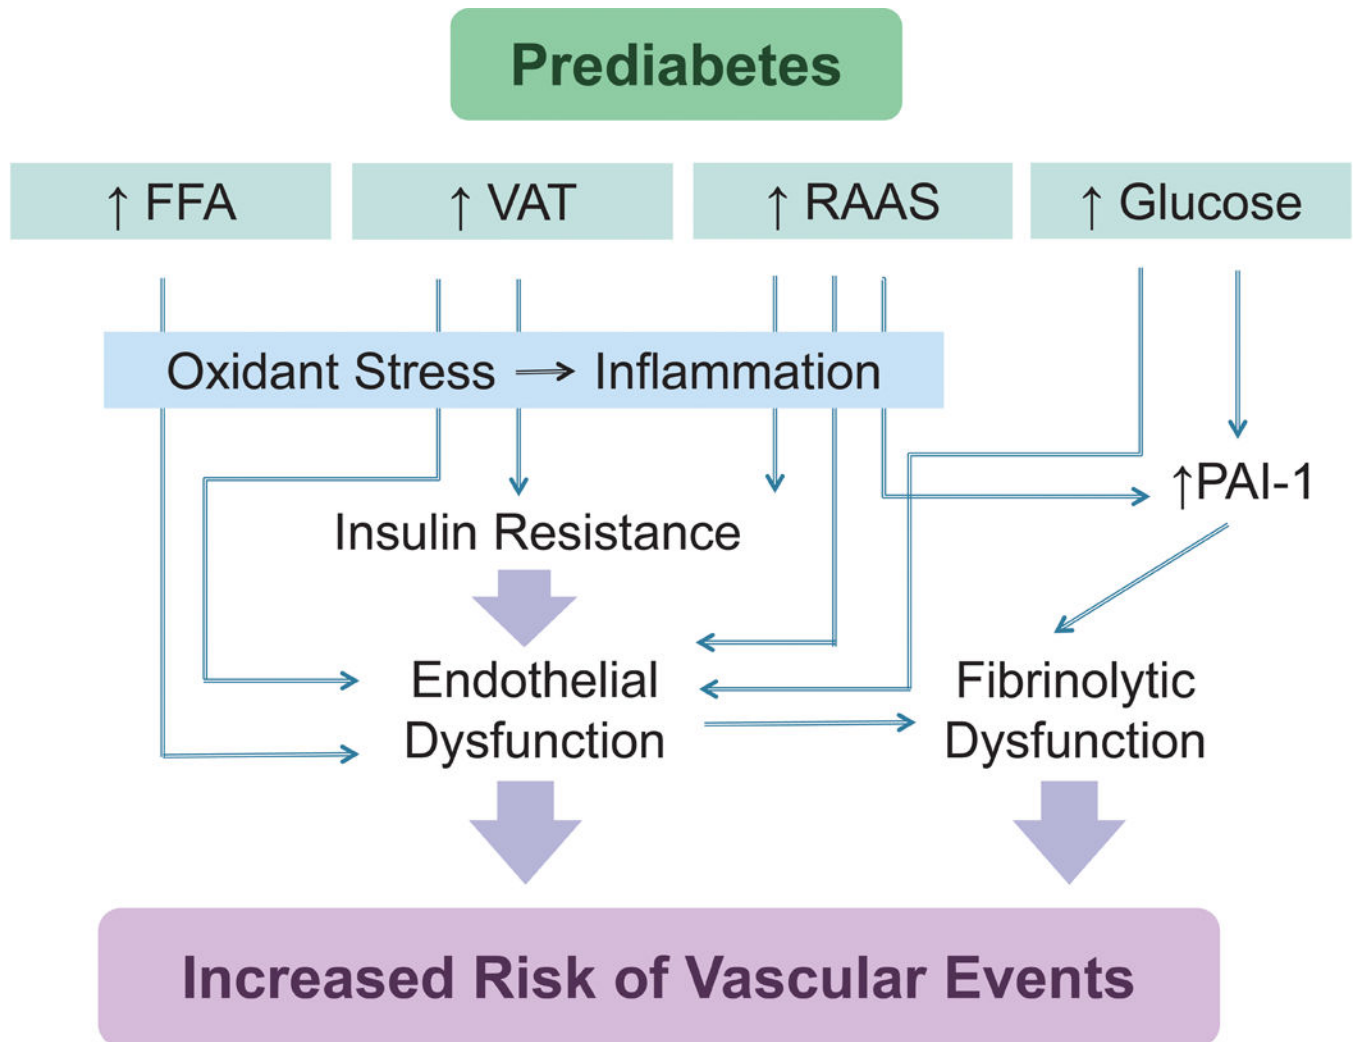 Prediabetes
↑ FFA
↑ VAT
↑ RAAS
↑ Glucose
Oxidant Stress → Inflammation
↑PAI-1
Insulin Resistance
Endothelial
Dysfunction
Fibrinolytic
Dysfunction
Increased Risk of Vascular Events